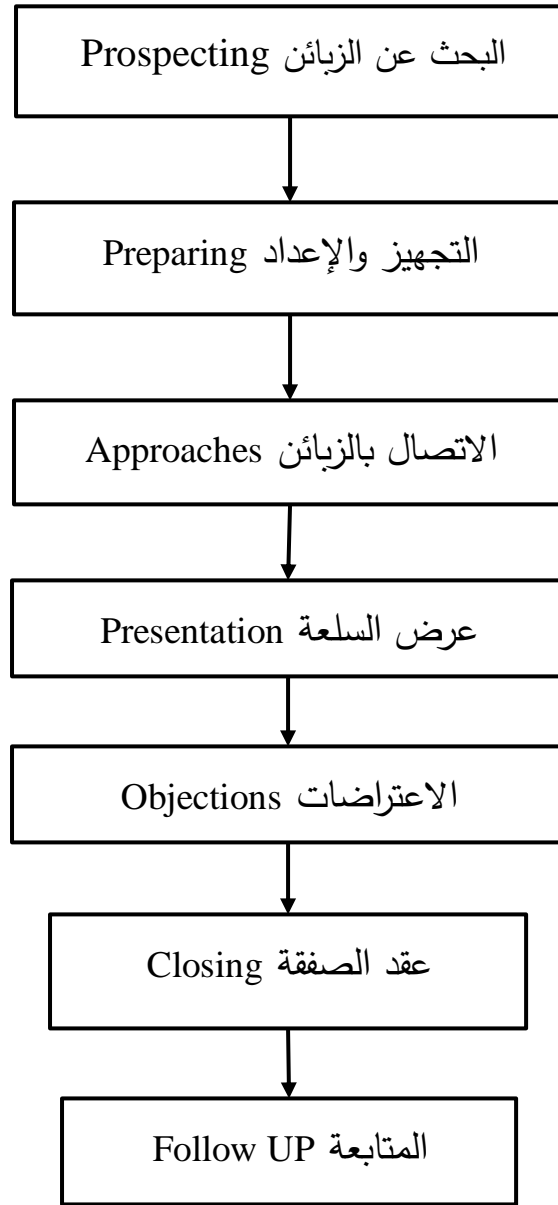 البحث عن الزبائن Prospecting
التجهيز والإعداد Preparing
الاتصال بالزبائن Approaches
عرض السلعة Presentation
الاعتراضات Objections
عقد الصفقة Closing
المتابعة Follow UP